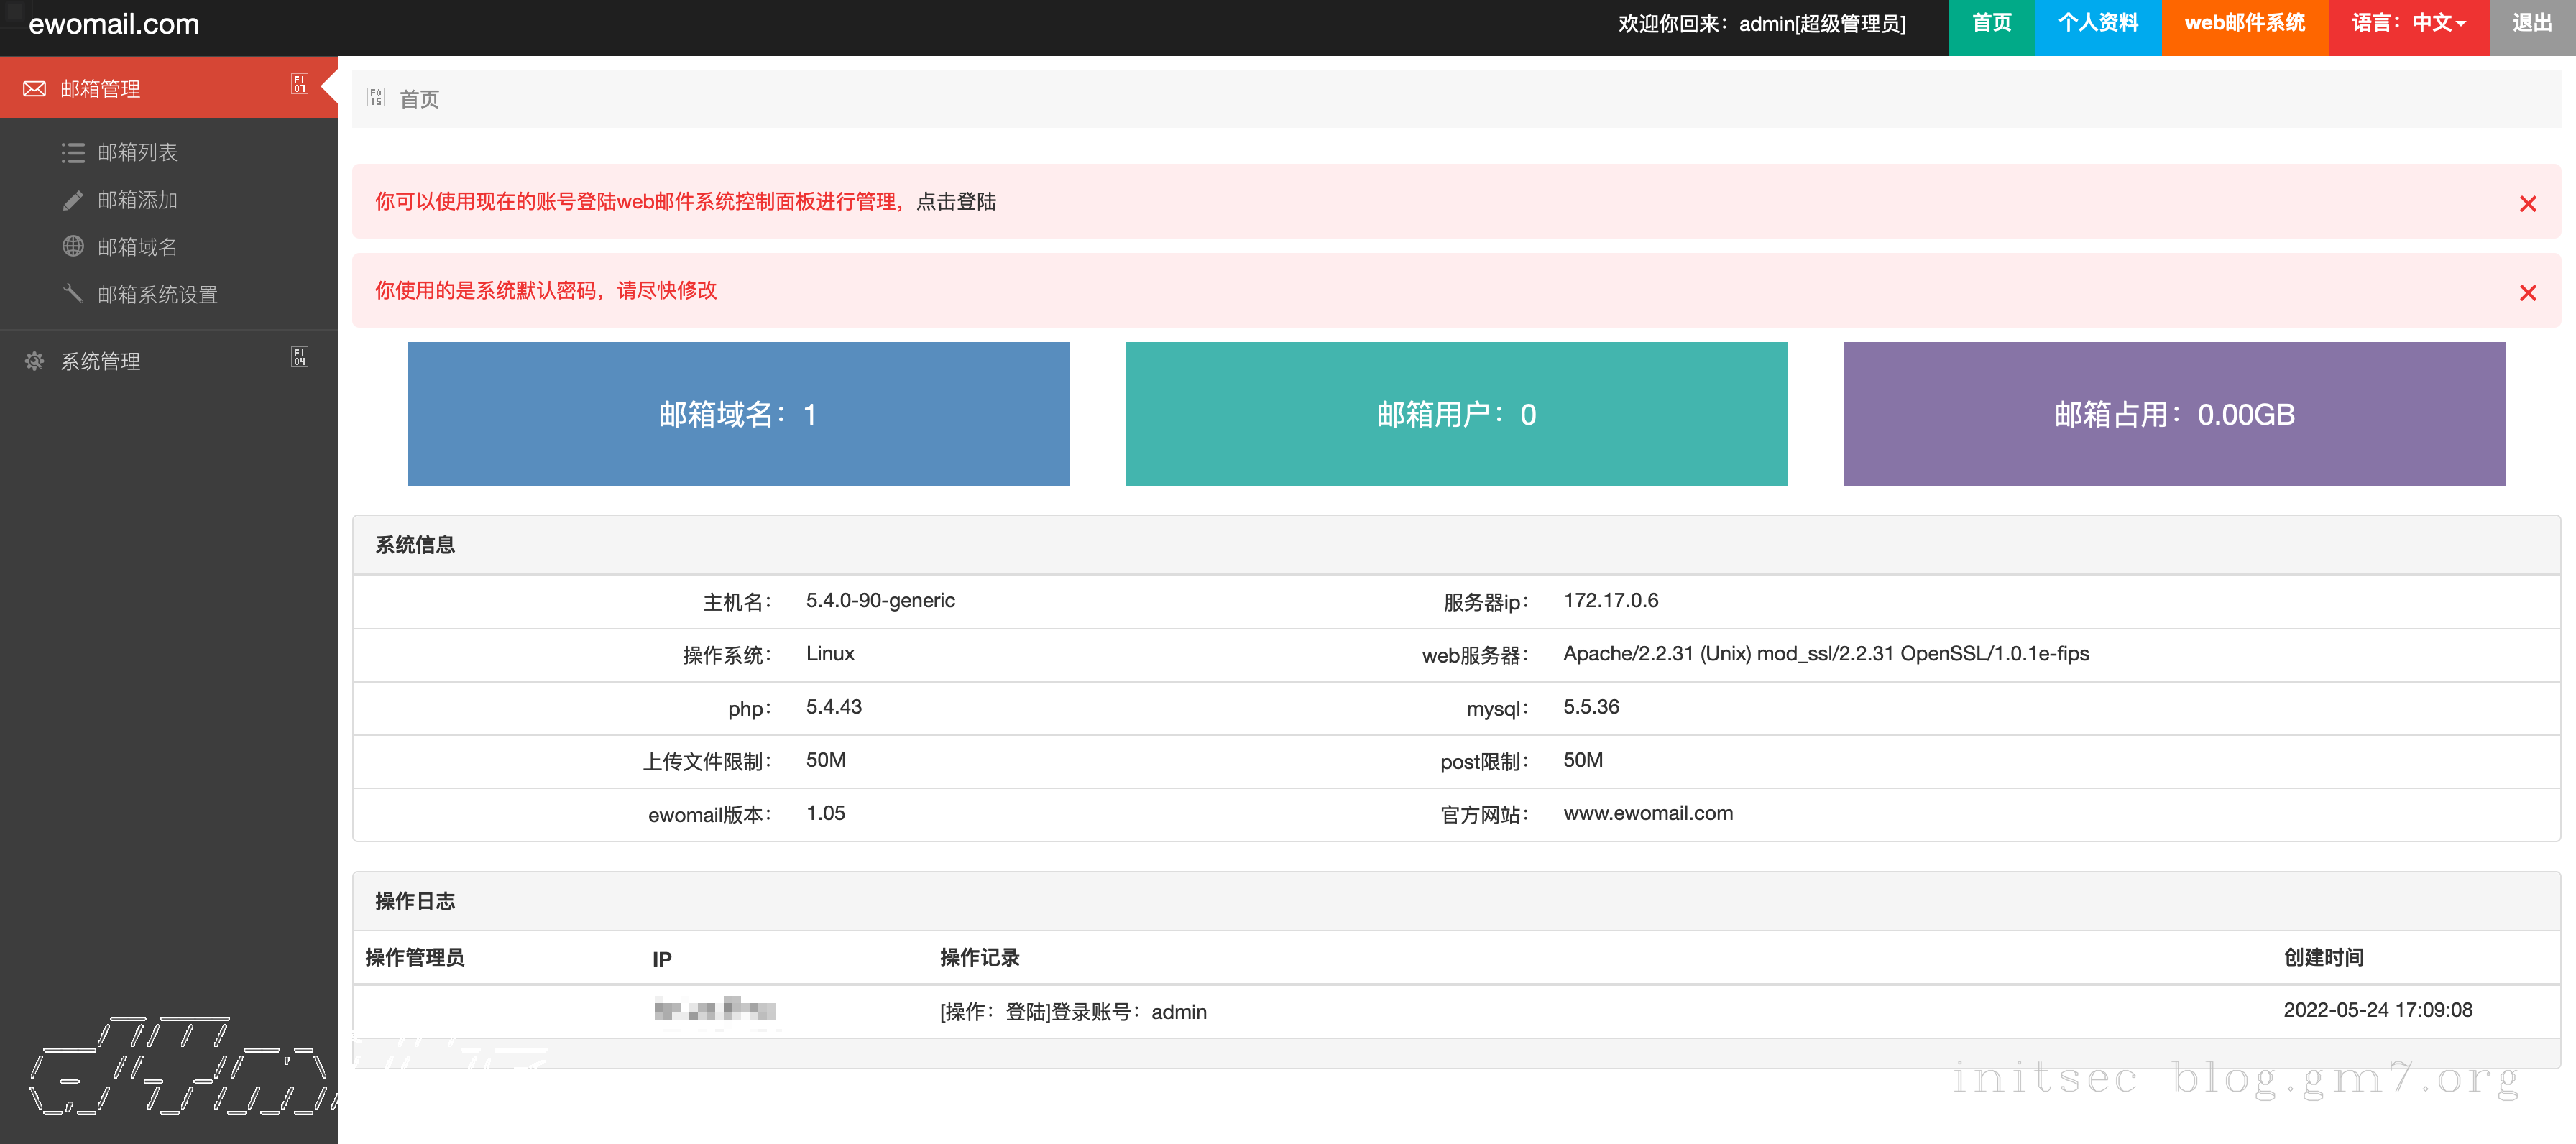 ewomail.com
欢迎你回来：admin[超级管理员]
首页
个人资料
web邮件系统
语言：中文
退出
邮箱管理
邮箱列表
邮箱添加
邮箱域名
邮箱系统设置
系统管理
首页
你可以使用现在的账号登陆web邮件系统控制面板进行管理，点击登陆
你使用的是系统默认密码，请尽快修改
邮箱域名：1
邮箱用户：0
邮箱占用：0.00GB
系统信息
主机名： 5.4.0-90-generic 服务器ip： 172.17.0.6
操作系统： Linux web服务器： Apache/2.2.31 (Unix) mod_ssl/2.2.31 OpenSSL/1.0.1e-fips
php： 5.4.43 mysql： 5.5.36
上传文件限制： 50M post限制： 50M
ewomail版本： 1.05 官方网站： www.ewomail.com
操作日志
操作管理员 IP 操作记录 创建时间
[操作：登陆]登录账号：admin 2022-05-24 17:09:08
initsec blog.gm7.org